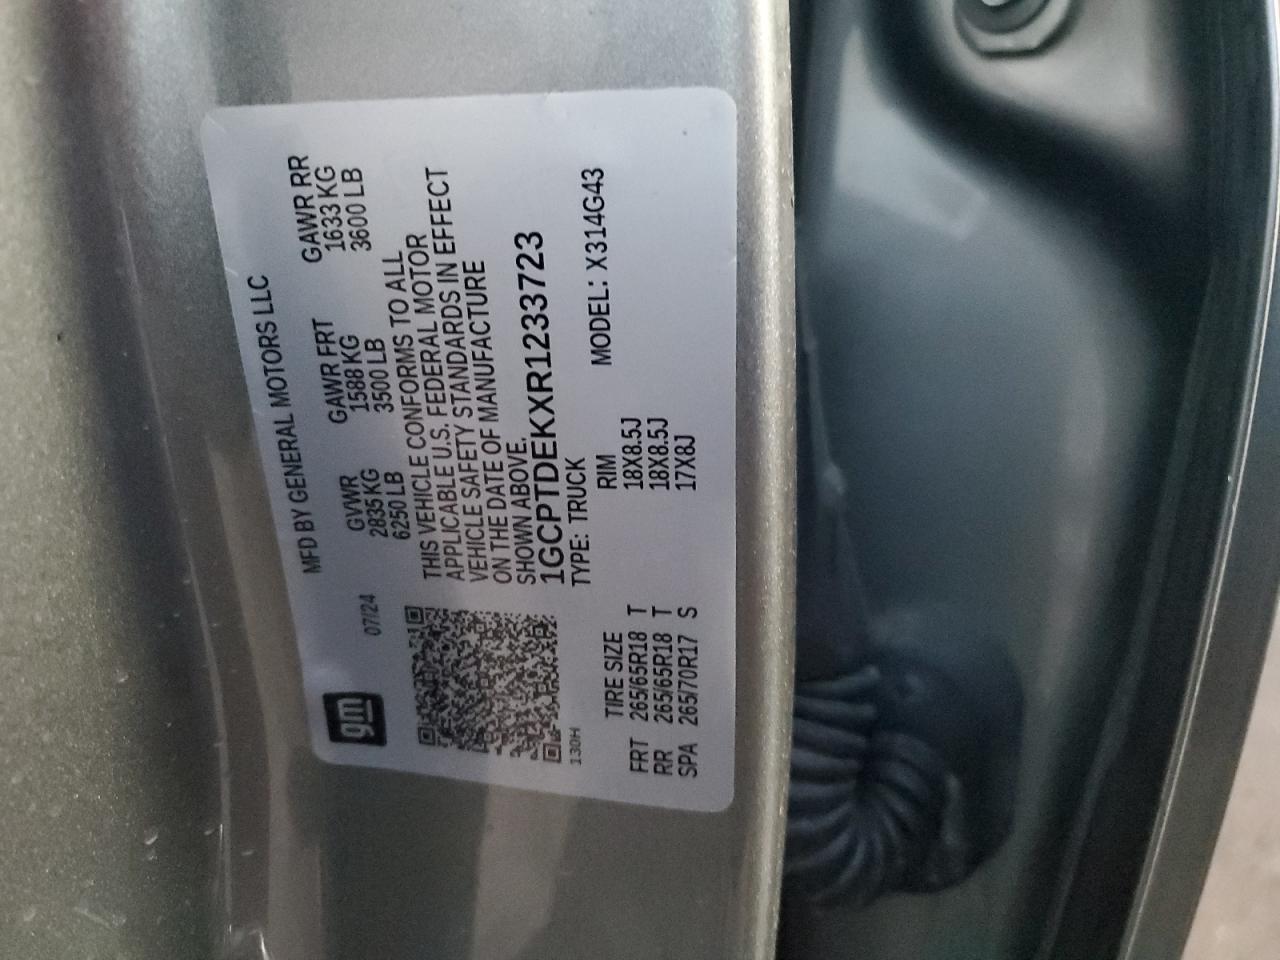 gm
MFD BY GENERAL MOTORS LLC
07/24
GVWR GAWR FRT GAWR RR
2835 KG 1588 KG 1633 KG
6250 LB 3500 LB 3600 LB
THIS VEHICLE CONFORMS TO ALL
APPLICABLE U.S. FEDERAL MOTOR
VEHICLE SAFETY STANDARDS IN EFFECT
ON THE DATE OF MANUFACTURE
SHOWN ABOVE.
1GCPTDEKXR1233723
130H
TYPE: TRUCK MODEL: X314G43
TIRE SIZE RIM
FRT 265/65R18 T 18X8.5J
RR 265/65R18 T 18X8.5J
SPA 265/70R17 S 17X8J